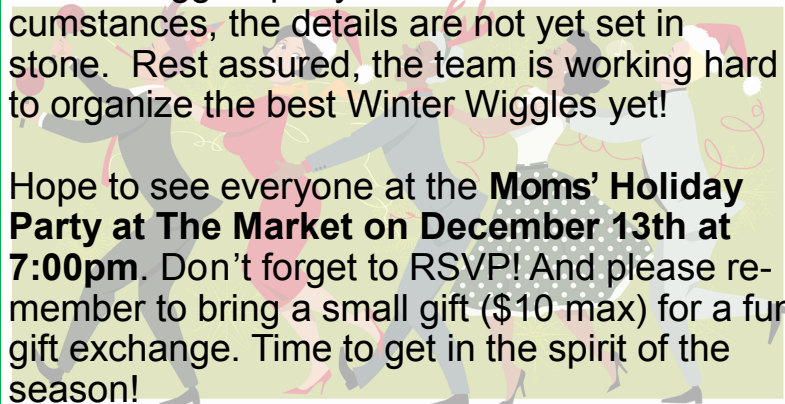 cumstances, the details are not yet set in
stone.  Rest assured, the team is working hard
to organize the best Winter Wiggles yet!
Hope to see everyone at the Moms’ Holiday
Party at The Market on December 13th at
7:00pm. Don’t forget to RSVP! And please re-
member to bring a small gift ($10 max) for a fun
gift exchange. Time to get in the spirit of the
season!